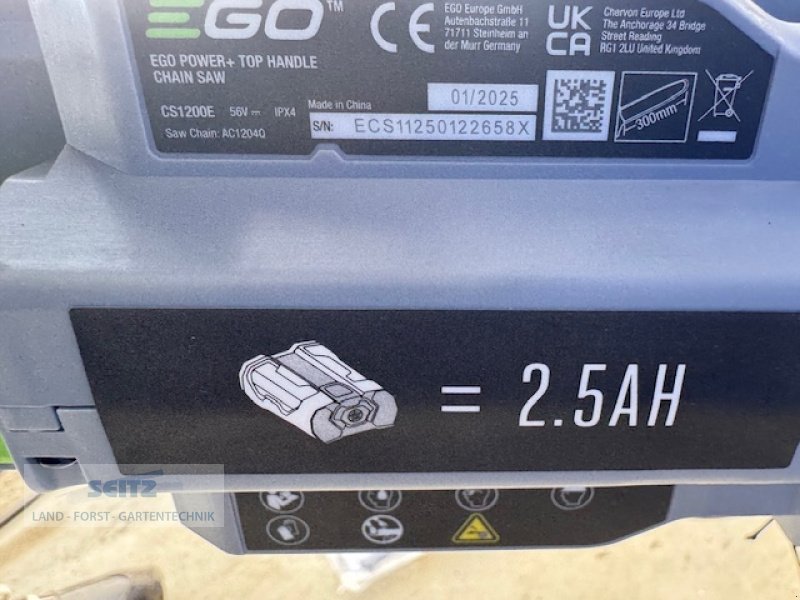 EGO™
EGO POWER+ TOP HANDLE
CHAIN SAW
CS1200E 56V IPX4
Saw Chain: AC1204Q
CE
EGO Europe GmbH
Autenbachstraße 11
71711 Steinheim an
der Murr Germany
UK
CA
Chervon Europe Ltd
The Anchorage 34 Bridge
Street Reading
RG1 2LU United Kingdom
Made in China
01/2025
S/N: ECS11250122658X
300mm
= 2.5AH
SEITZ
LAND - FORST - GARTENTECHNIK